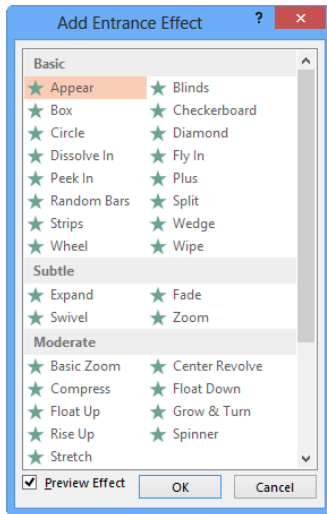 Add Entrance Effect ? ×
Basic
Appear Blinds
Box Checkerboard
Circle Diamond
Dissolve In Fly In
Peek In Plus
Random Bars Split
Strips Wedge
Wheel Wipe
Subtle
Expand Fade
Swivel Zoom
Moderate
Basic Zoom Center Revolve
Compress Float Down
Float Up Grow & Turn
Rise Up Spinner
Stretch
Preview Effect OK Cancel